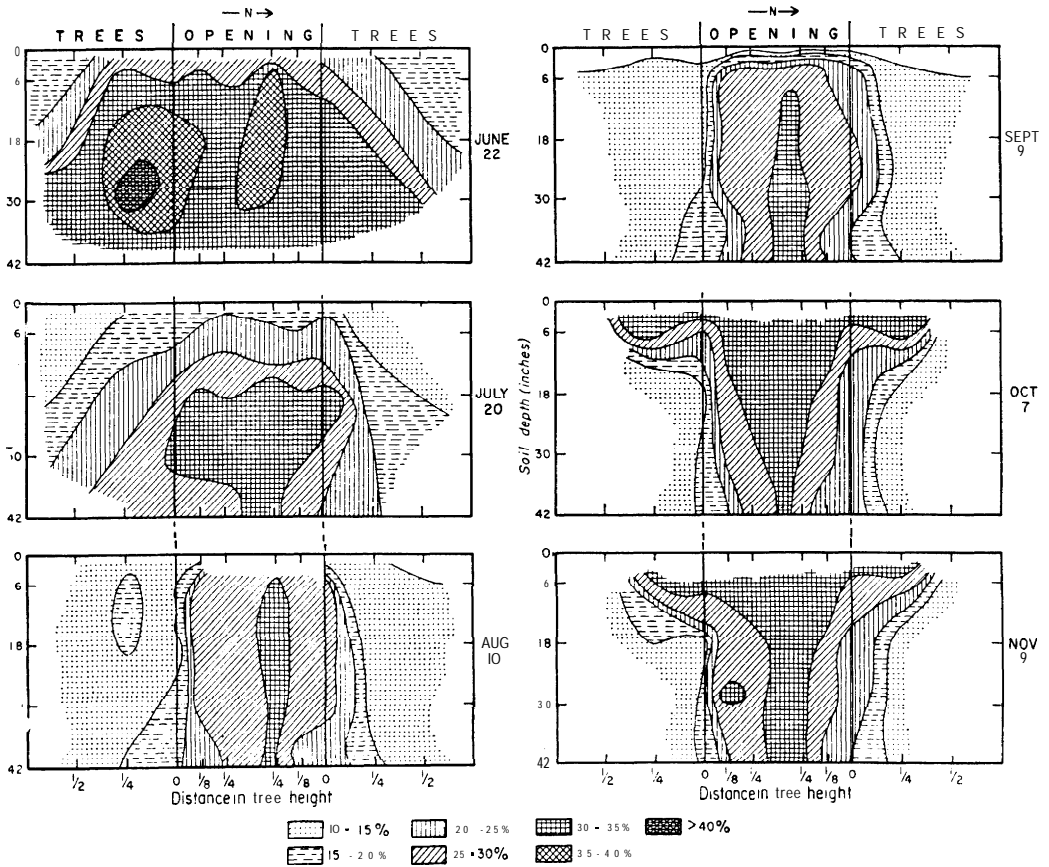 — N →
— N →
TREES OPENING TREES
TREES OPENING TREES
0
6
18
30
42
JUNE
22
0
6
18
30
42
SEPT
9
0
6
30
42
JULY
20
0
6
18
30
42
Soil depth (inches)
OCT
7
0
6
18
42
AUG
10
0
6
18
30
42
NOV
9
1/2 1/4 0 1/8 1/4 1/4 1/8 0 1/4 1/2
Distance in tree height
1/2 1/4 0 1/8 1/4 1/4 1/8 0 1/4 1/2
Distance in tree height
10 - 15% 20 - 25% 30 - 35% >40%
15 - 20% 25 - 30% 35 - 40%